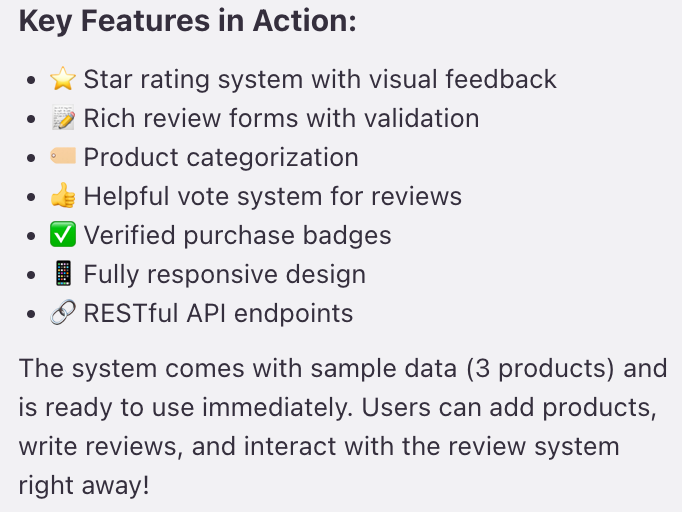 Key Features in Action:
• ⭐ Star rating system with visual feedback
• 📝 Rich review forms with validation
• 🏷️ Product categorization
• 👍 Helpful vote system for reviews
• ✅ Verified purchase badges
• 📱 Fully responsive design
• 🔗 RESTful API endpoints
The system comes with sample data (3 products) and
is ready to use immediately. Users can add products,
write reviews, and interact with the review system
right away!